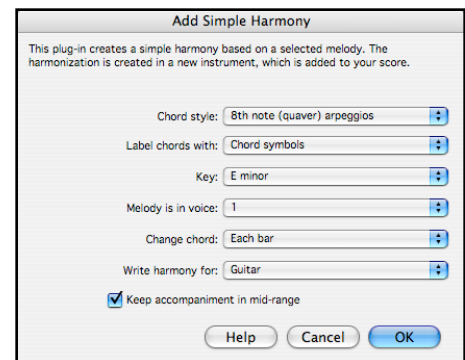 Add Simple Harmony
This plug-in creates a simple harmony based on a selected melody. The
harmonization is created in a new instrument, which is added to your score.
Chord style: 8th note (quaver) arpeggios
Label chords with: Chord symbols
Key: E minor
Melody is in voice: 1
Change chord: Each bar
Write harmony for: Guitar
Keep accompaniment in mid-range
Help Cancel OK